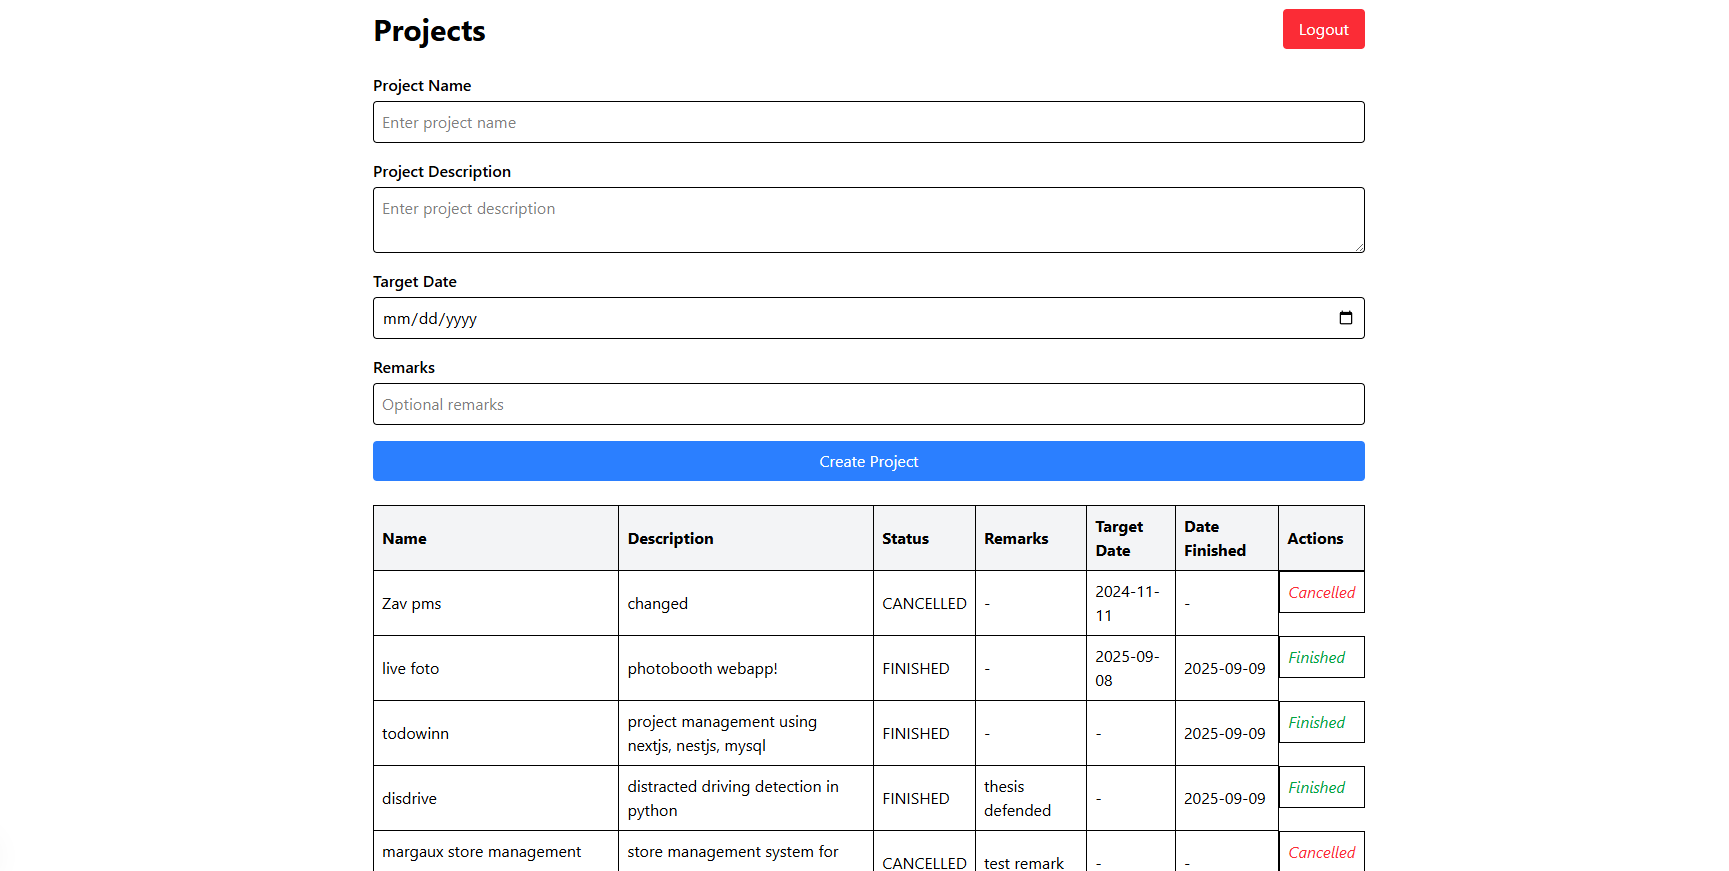 Projects
Logout
Project Name
Enter project name
Project Description
Enter project description
Target Date
mm/dd/yyyy
Remarks
Optional remarks
Create Project
Name Description Status Remarks Target Date Date Finished Actions
Zav pms changed CANCELLED - 2024-11-11 - Cancelled
live foto photobooth webapp! FINISHED - 2025-09-08 2025-09-09 Finished
todowinn project management using nextjs, nestjs, mysql FINISHED - - 2025-09-09 Finished
disdrive distracted driving detection in python FINISHED thesis defended - 2025-09-09 Finished
margaux store management store management system for CANCELLED test remark - - Cancelled